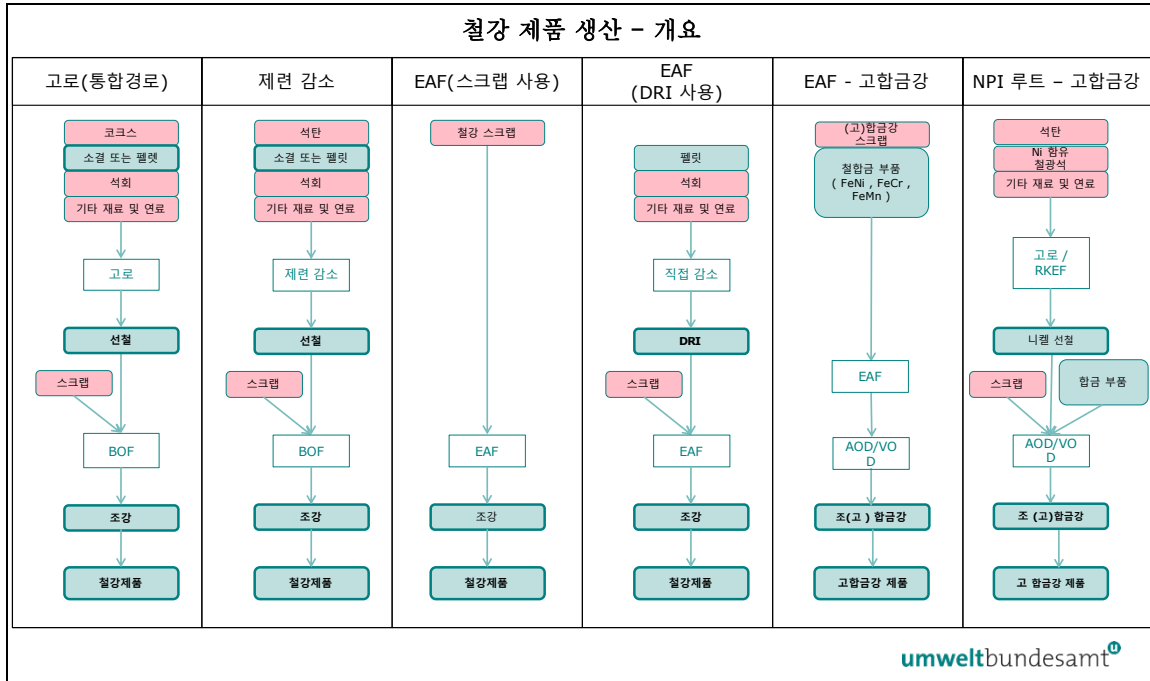 철강 제품 생산 – 개요
고로(통합경로)
코크스
소결 또는 펠렛
석회
기타 재료 및 연료
고로
선철
스크랩
BOF
조강
철강제품
제련 감소
석탄
소결 또는 펠릿
석회
기타 재료 및 연료
제련 감소
선철
스크랩
BOF
조강
철강제품
EAF(스크랩 사용)
철강 스크랩
EAF
조강
철강제품
EAF
(DRI 사용)
펠릿
석회
기타 재료 및 연료
직접 감소
DRI
스크랩
EAF
조강
철강제품
EAF - 고합금강
(고)합금강
스크랩
철합금 부품
( FeNi , FeCr ,
FeMn )
EAF
AOD/VO
D
조(고 ) 합금강
고합금강 제품
NPI 루트 – 고합금강
석탄
Ni 함유
철광석
기타 재료 및 연료
고로 /
RKEF
니켈 선철
스크랩
합금 부품
AOD/VO
D
조 (고)합금강
고 합금강 제품
umweltbundesamt